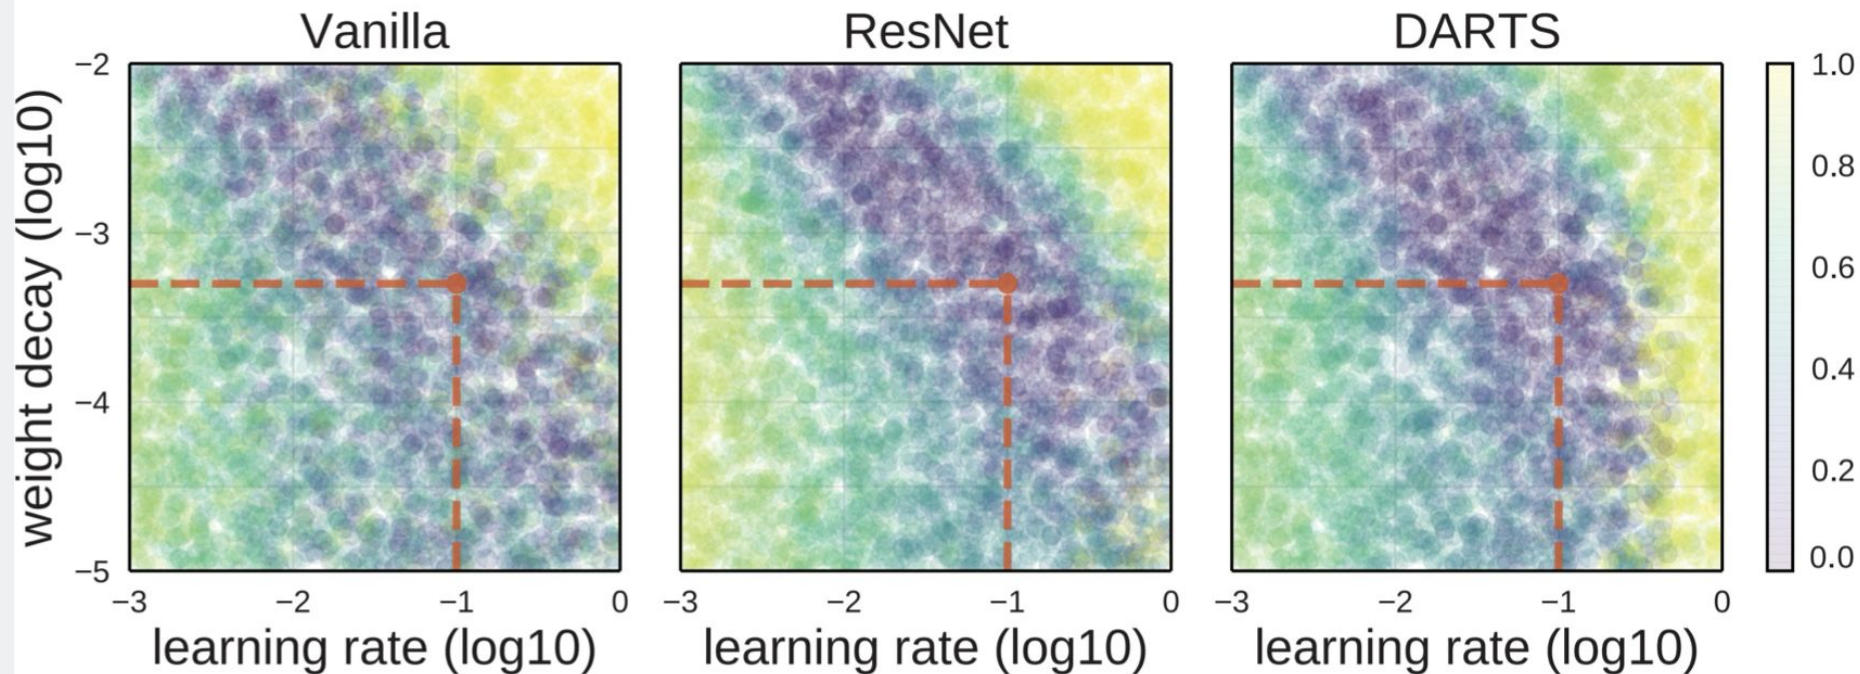 Vanilla ResNet DARTS
−2 1.0
0.8
−3
0.6
0.4
−4
0.2
−5 0.0
weight decay (log10)
−3 −2 −1 0 −3 −2 −1 0 −3 −2 −1 0
learning rate (log10) learning rate (log10) learning rate (log10)